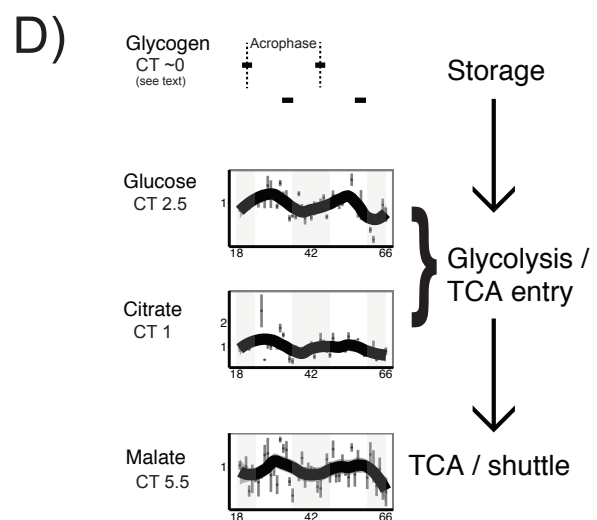 D)
Glycogen
CT ~0
(see text)
Acrophase
Storage
Glucose
CT 2.5
1
18
42
66
Glycolysis /
TCA entry
Citrate
CT 1
2
1
18
42
66
Malate
CT 5.5
1
18
42
66
TCA / shuttle